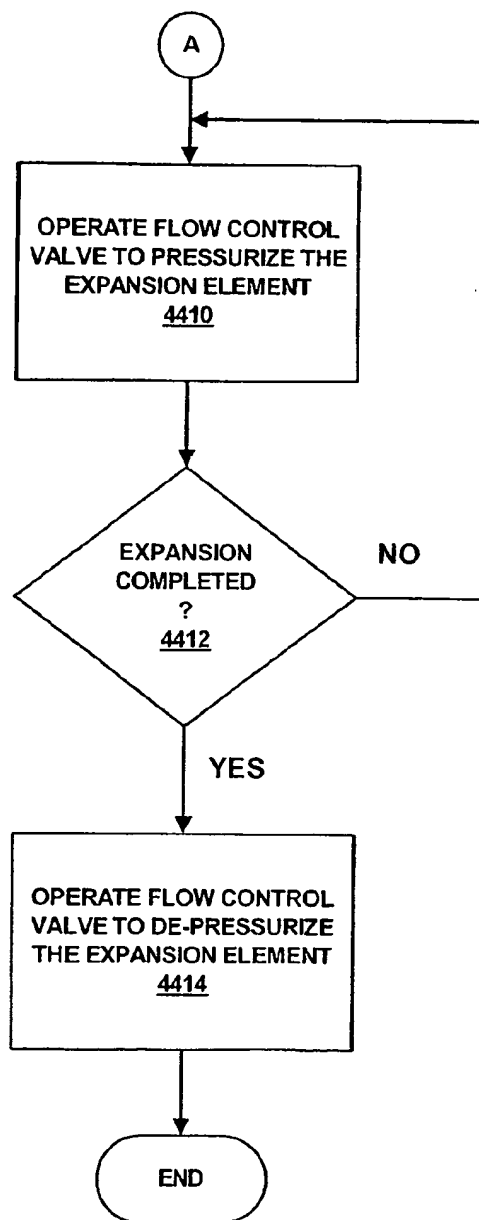 A
OPERATE FLOW CONTROL
VALVE TO PRESSURIZE THE
EXPANSION ELEMENT
4410
EXPANSION
COMPLETED
?
4412
NO
YES
OPERATE FLOW CONTROL
VALVE TO DE-PRESSURIZE
THE EXPANSION ELEMENT
4414
END